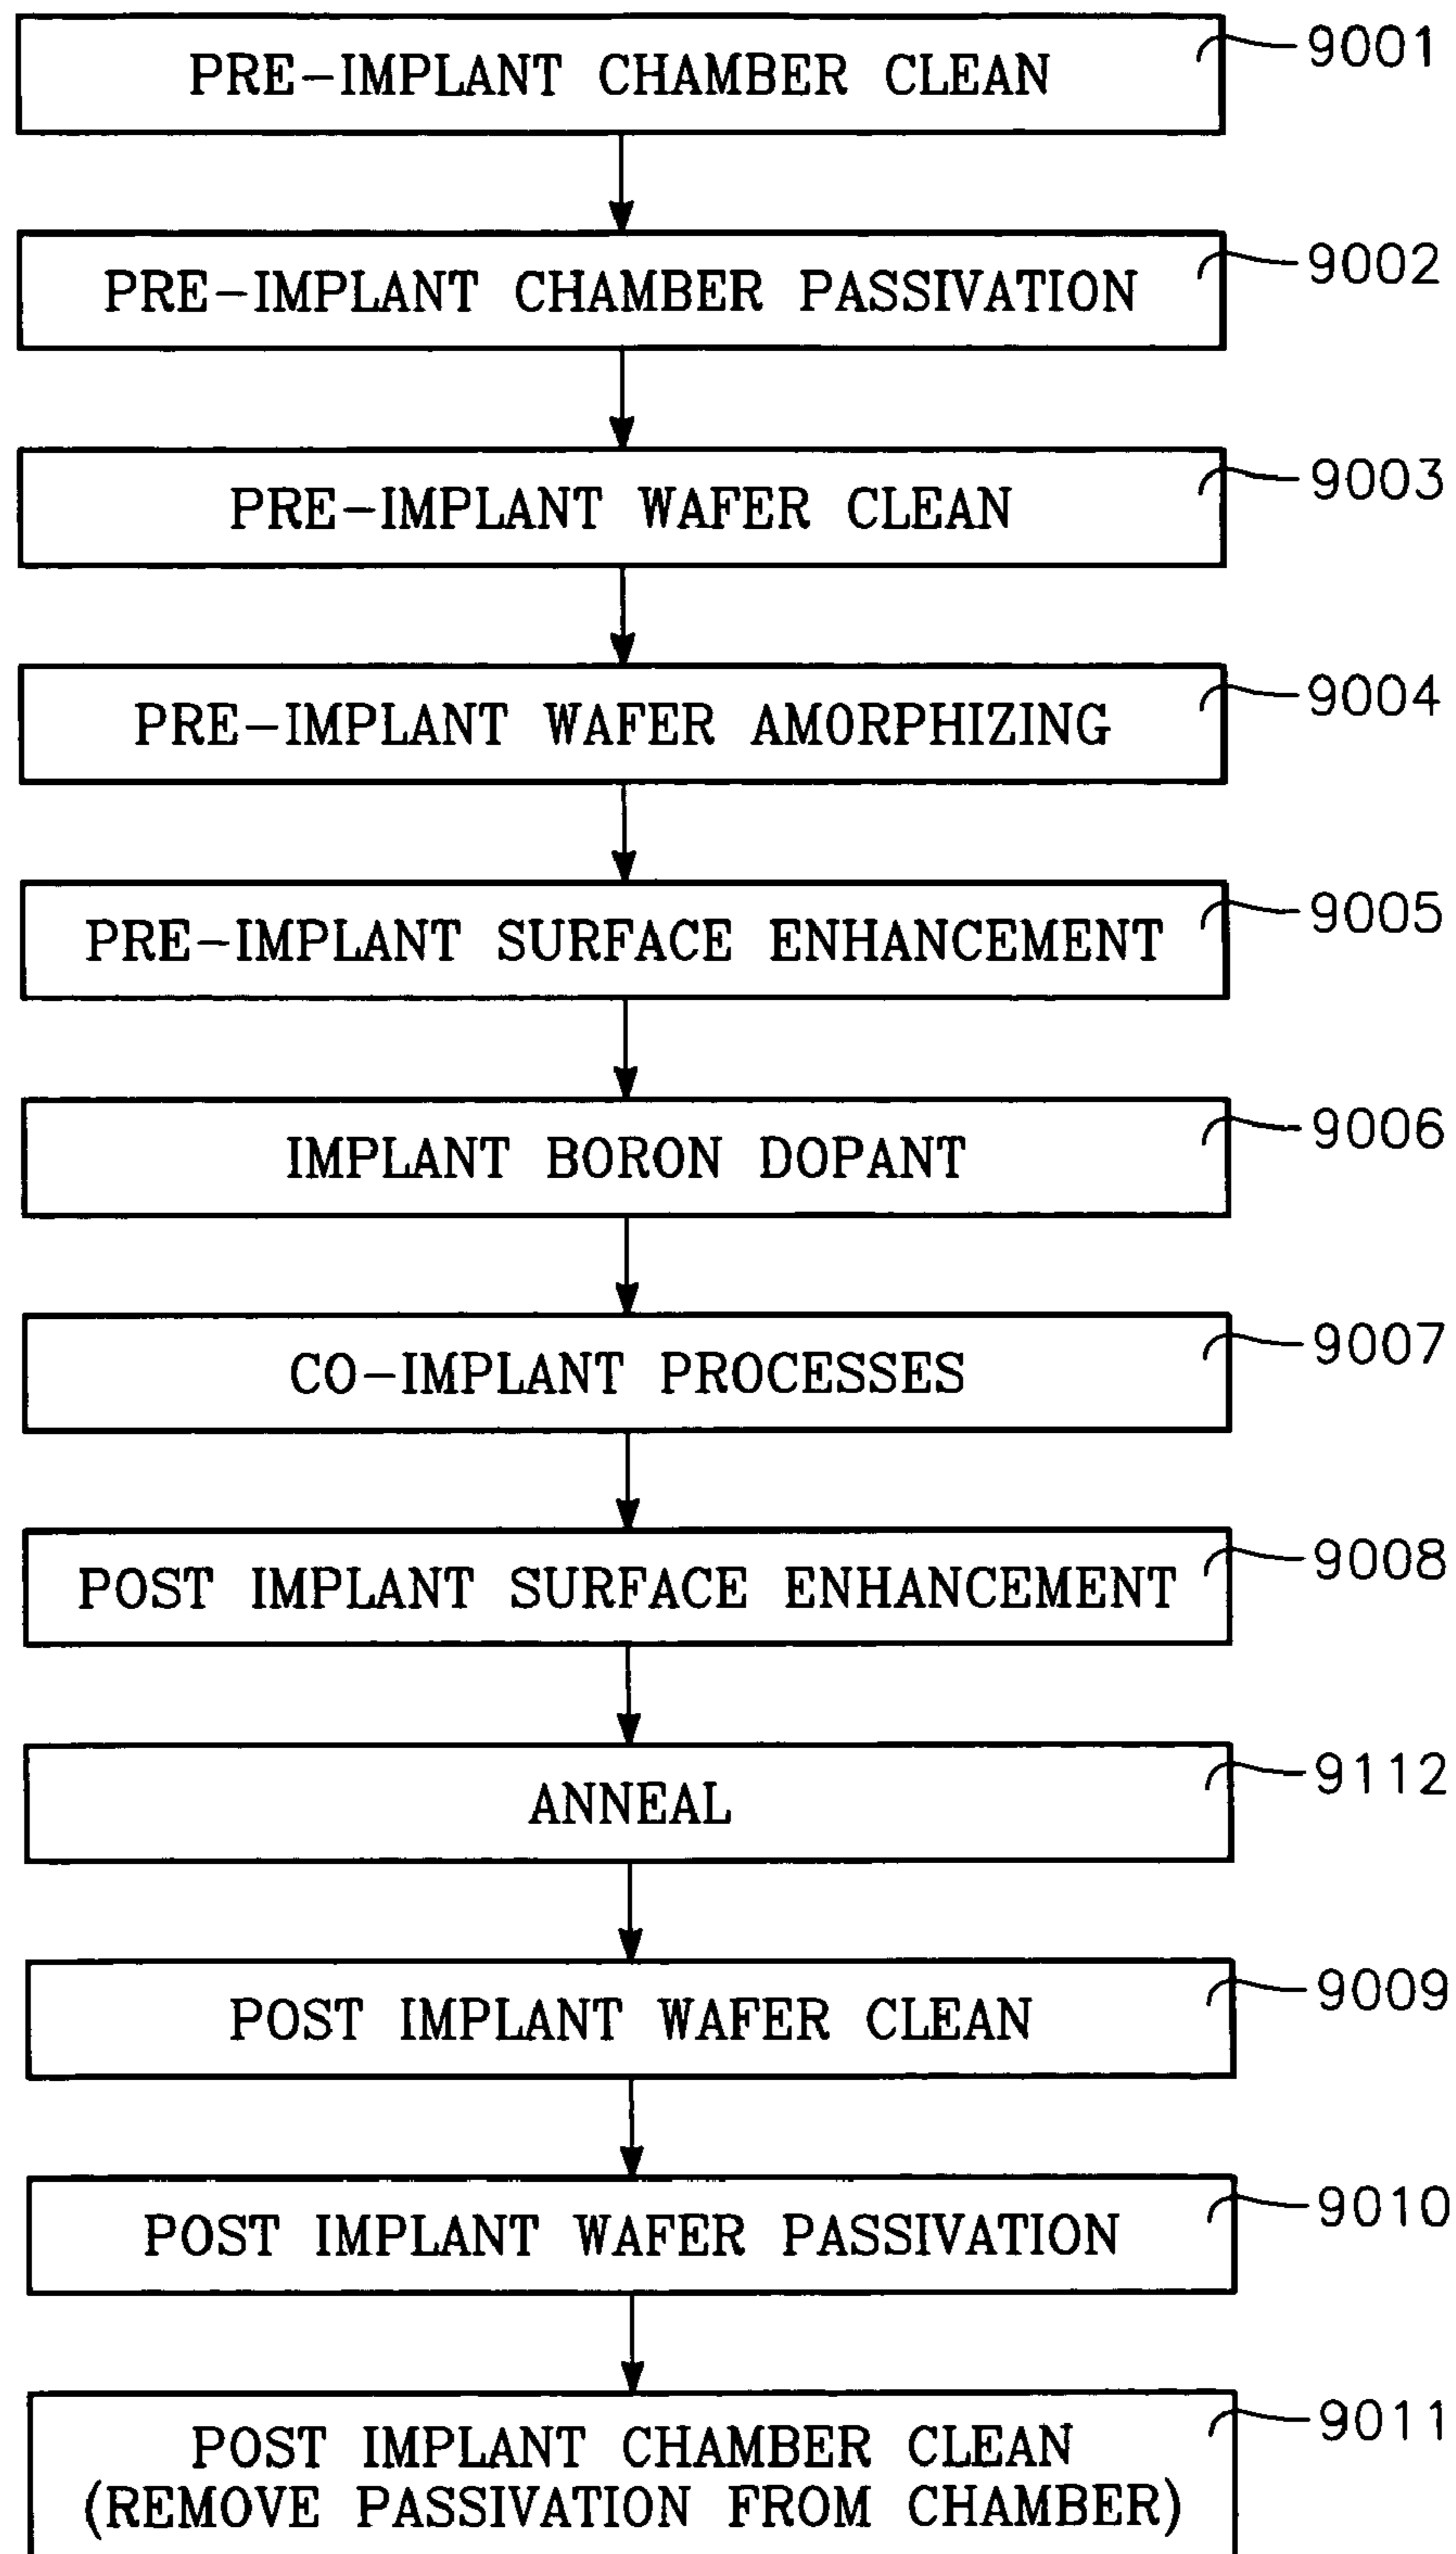 PRE-IMPLANT CHAMBER CLEAN 9001
PRE-IMPLANT CHAMBER PASSIVATION 9002
PRE-IMPLANT WAFER CLEAN 9003
PRE-IMPLANT WAFER AMORPHIZING 9004
PRE-IMPLANT SURFACE ENHANCEMENT 9005
IMPLANT BORON DOPANT 9006
CO-IMPLANT PROCESSES 9007
POST IMPLANT SURFACE ENHANCEMENT 9008
ANNEAL 9112
POST IMPLANT WAFER CLEAN 9009
POST IMPLANT WAFER PASSIVATION 9010
POST IMPLANT CHAMBER CLEAN 9011
(REMOVE PASSIVATION FROM CHAMBER)